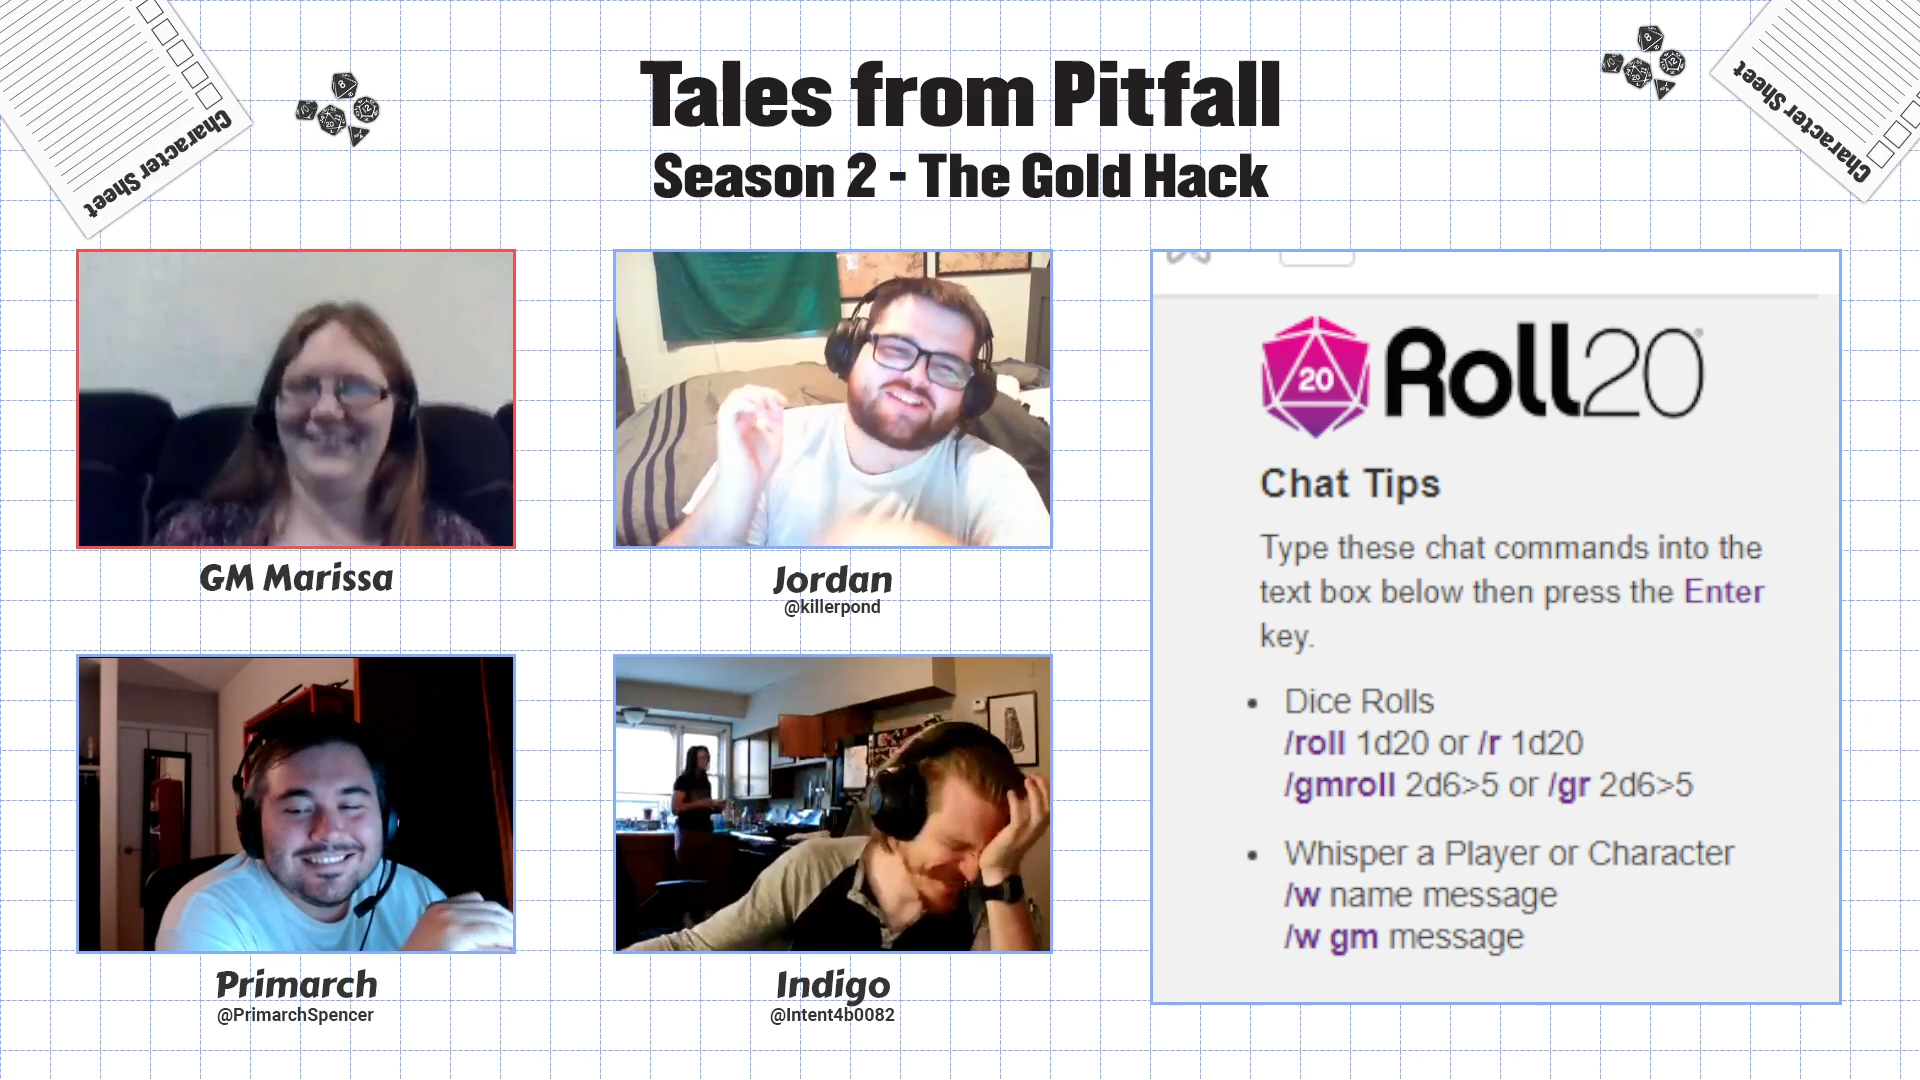 Character Sheet
Character Sheet
Tales from Pitfall
Season 2 - The Gold Hack
GM Marissa
Jordan
@killerpond
Primarch
@PrimarchSpencer
Indigo
@Intent4b0082
20 Roll20
Chat Tips
Type these chat commands into the
text box below then press the Enter
key.
• Dice Rolls
/roll 1d20 or /r 1d20
/gmroll 2d6>5 or /gr 2d6>5
• Whisper a Player or Character
/w name message
/w gm message